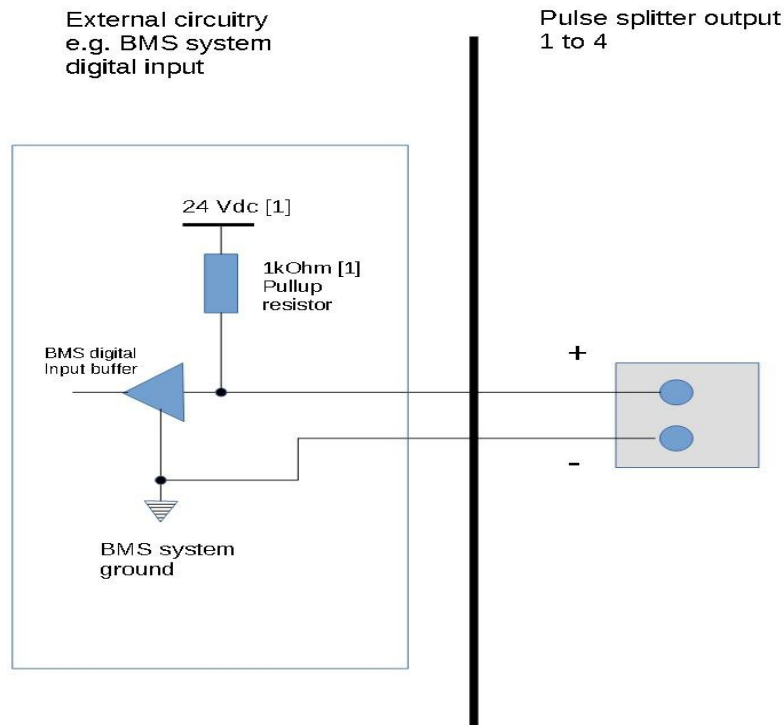 External circuitry
e.g. BMS system
digital input
Pulse splitter output
1 to 4
24 Vdc [1]
1kOhm [1]
Pullup
resistor
BMS digital
Input buffer
+
-
BMS system
ground